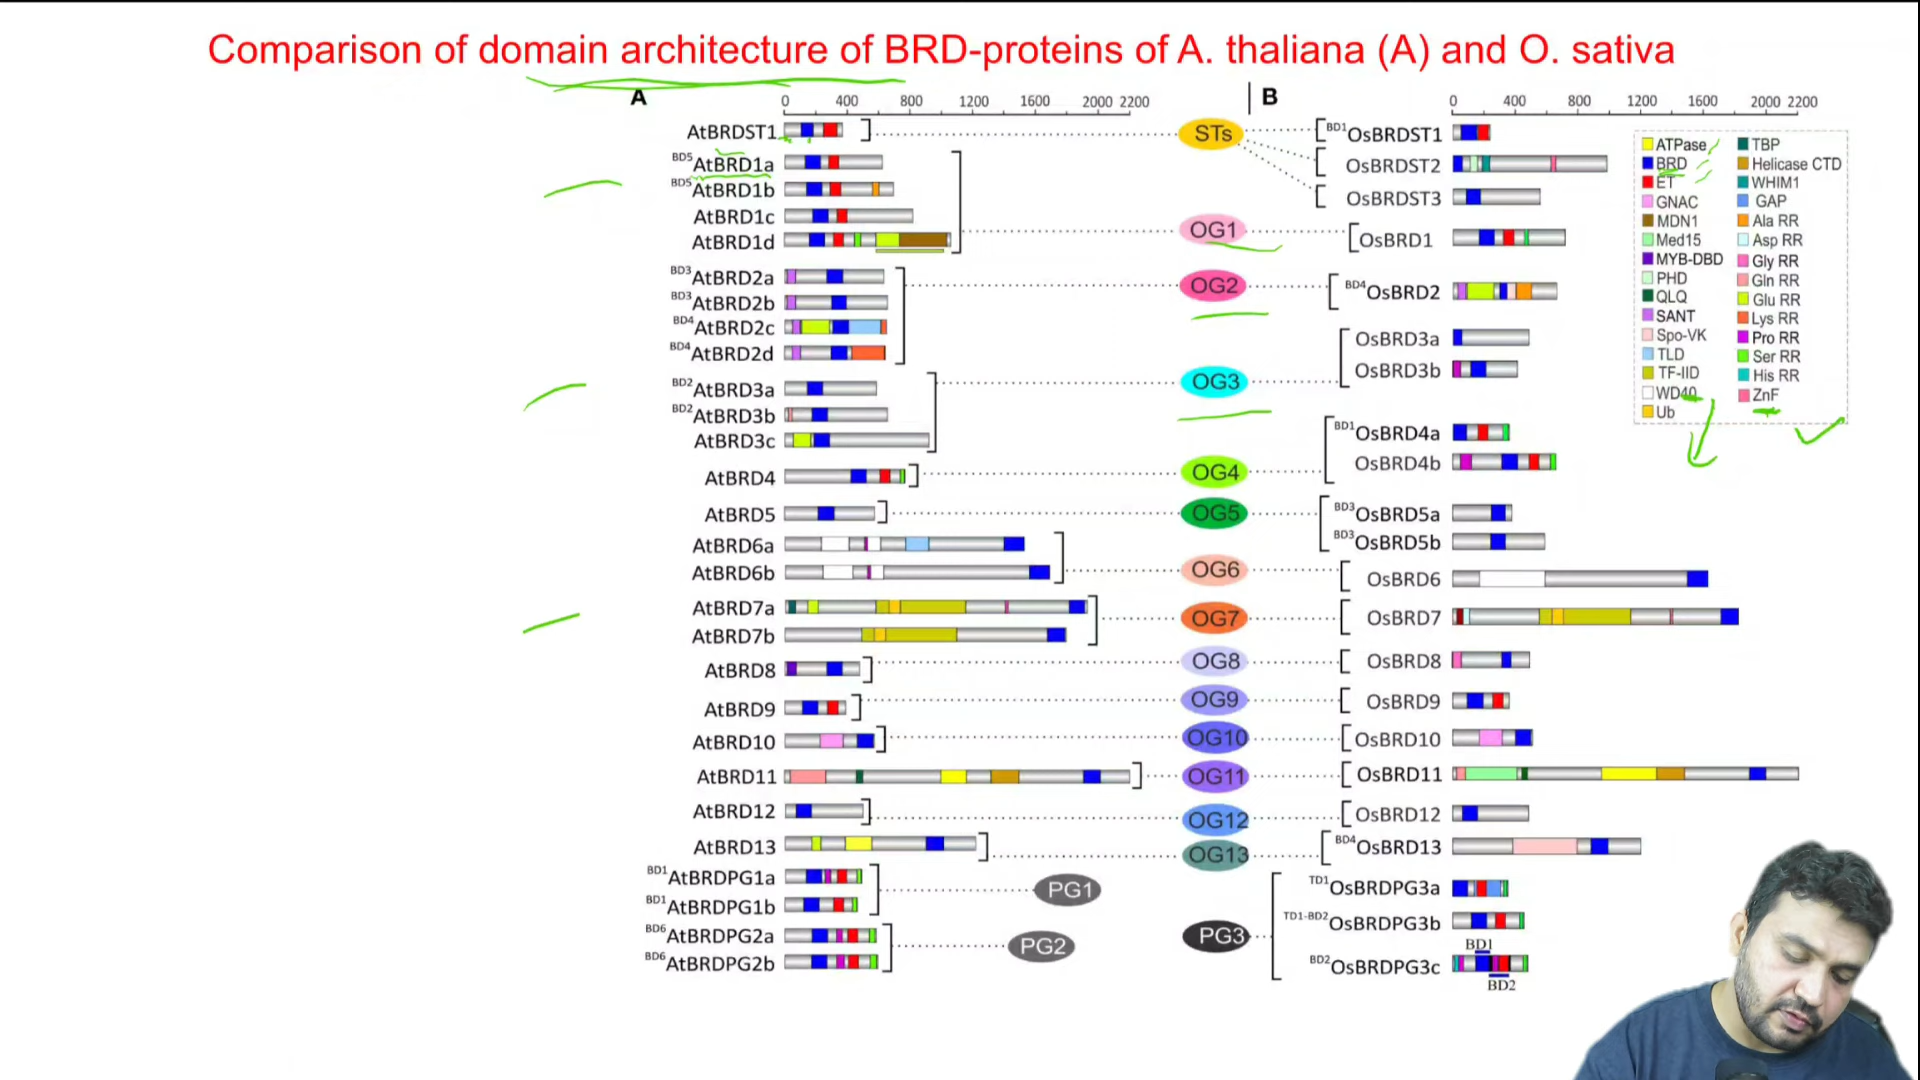 Comparison of domain architecture of BRD-proteins of A. thaliana (A) and O. sativa
A
0 400 800 1200 1600 2000 2200
AtBRDST1
BD5AtBRD1a
BD5AtBRD1b
AtBRD1c
AtBRD1d
BD3AtBRD2a
BD3AtBRD2b
BD4AtBRD2c
BD4AtBRD2d
BD2AtBRD3a
BD2AtBRD3b
AtBRD3c
AtBRD4
AtBRD5
AtBRD6a
AtBRD6b
AtBRD7a
AtBRD7b
AtBRD8
AtBRD9
AtBRD10
AtBRD11
AtBRD12
AtBRD13
BD1AtBRDPG1a
BD1AtBRDPG1b
BD6AtBRDPG2a
BD6AtBRDPG2b
STs
OG1
OG2
OG3
OG4
OG5
OG6
OG7
OG8
OG9
OG10
OG11
OG12
OG13
PG1
PG2
PG3
B
0 400 800 1200 1600 2000 2200
BD1OsBRDST1
OsBRDST2
OsBRDST3
OsBRD1
BD4OsBRD2
OsBRD3a
OsBRD3b
BD1OsBRD4a
OsBRD4b
BD3OsBRD5a
BD3OsBRD5b
OsBRD6
OsBRD7
OsBRD8
OsBRD9
OsBRD10
OsBRD11
OsBRD12
BD4OsBRD13
TD1OsBRDPG3a
TD1-BD2OsBRDPG3b
BD1
BD2OsBRDPG3c
BD2
ATPase
BRD
ET
GNAC
MDN1
Med15
MYB-DBD
PHD
QLQ
SANT
Spo-VK
TLD
TF-IID
WD40
Ub
TBP
Helicase CTD
WHIM1
GAP
Ala RR
Asp RR
Gly RR
Gln RR
Glu RR
Lys RR
Pro RR
Ser RR
His RR
ZnF